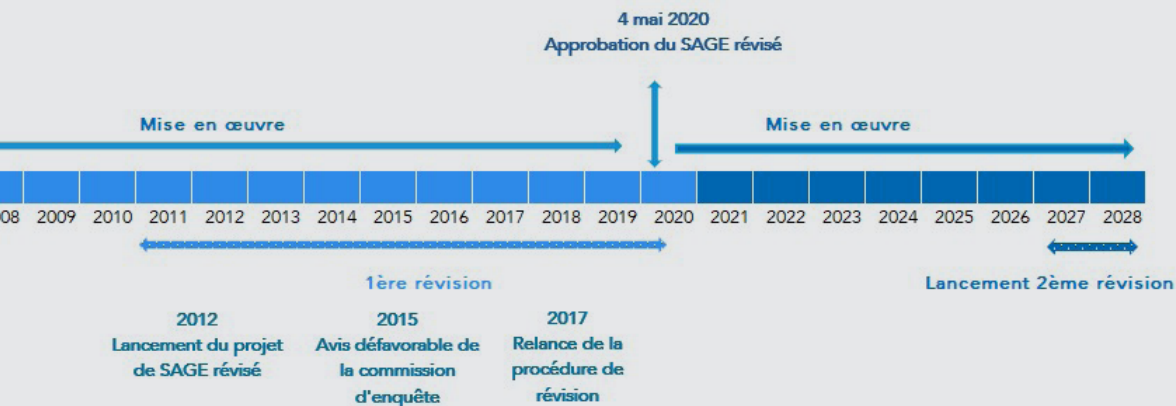 4 mai 2020
Approbation du SAGE révisé
Mise en œuvre
Mise en œuvre
08 2009 2010 2011 2012 2013 2014 2015 2016 2017 2018 2019 2020 2021 2022 2023 2024 2025 2026 2027 2028
1ère révision
Lancement 2ème révision
2012
Lancement du projet
de SAGE révisé
2015
Avis défavorable de
la commission
d'enquête
2017
Relance de la
procédure de
révision